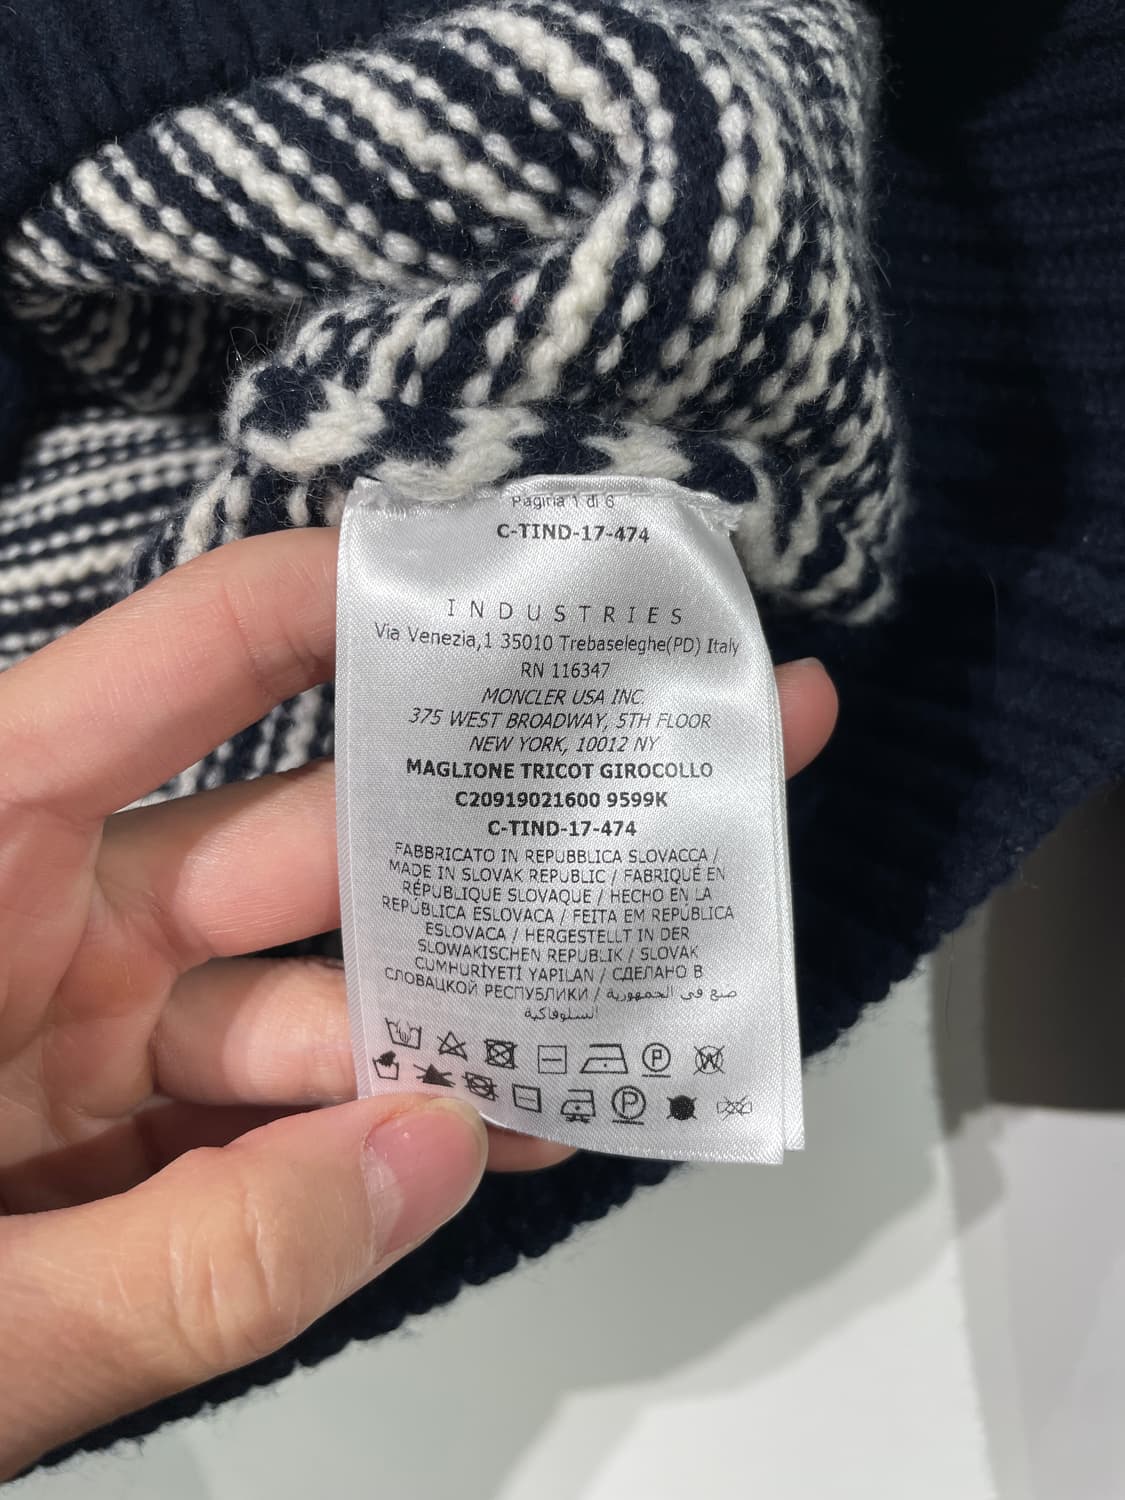 Pagina 1 di 6
C-TIND-17-474
INDUSTRIES
Via Venezia,1 35010 Trebaseleghe(PD) Italy
RN 116347
MONCLER USA INC.
375 WEST BROADWAY, 5TH FLOOR
NEW YORK, 10012 NY
MAGLIONE TRICOT GIROCOLLO
C20919021600 9599K
C-TIND-17-474
FABBRICATO IN REPUBBLICA SLOVACCA /
MADE IN SLOVAK REPUBLIC / FABRIQUÉ EN
RÉPUBLIQUE SLOVAQUE / HECHO EN LA
REPÚBLICA ESLOVACA / FEITA EM REPÚBLICA
ESLOVACA / HERGESTELLT IN DER
SLOWAKISCHEN REPUBLIK / SLOVAK
CUMHURİYETİ YAPILAN / СДЕЛАНО В
СЛОВАЦКОЙ РЕСПУБЛИКИ / صنع في الجمهورية
السلوفاكية
P W
P